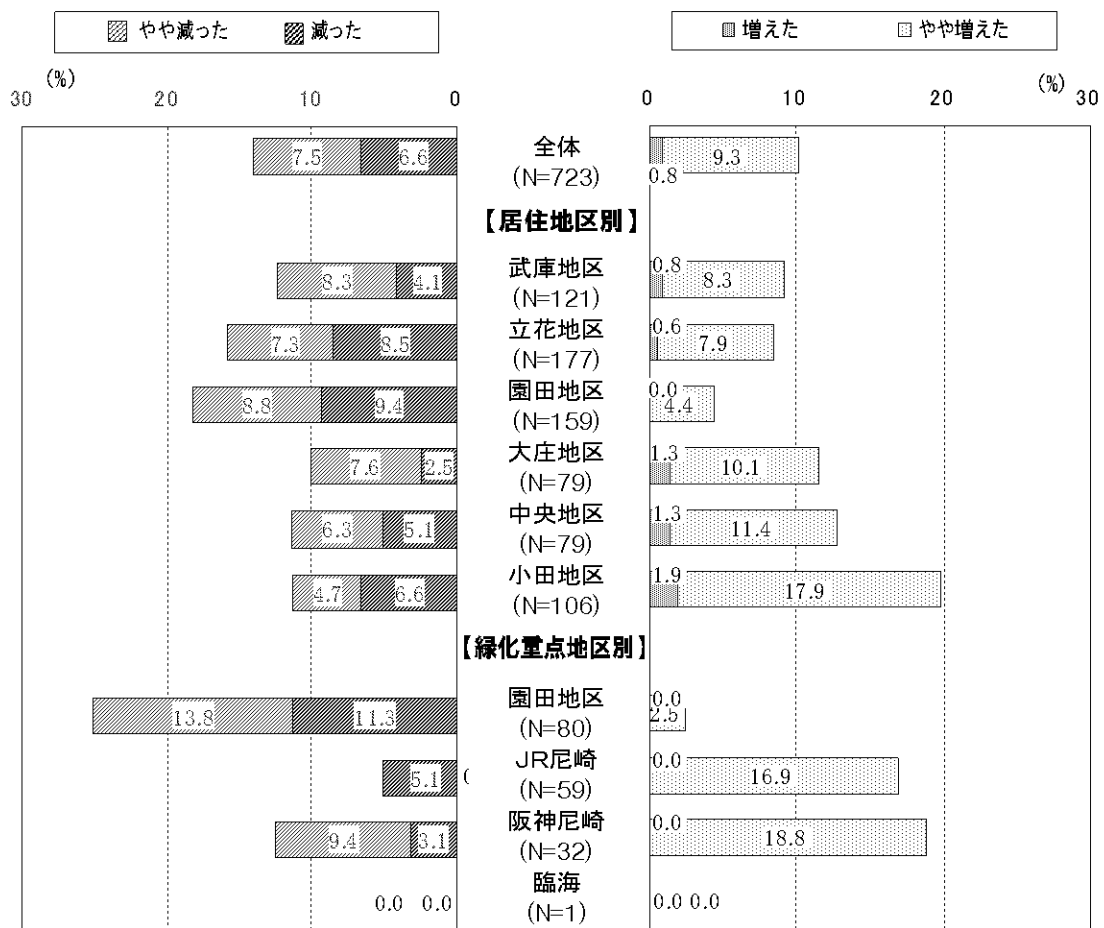 やや減った 減った 増えた やや増えた
(%) (%)
30 20 10 0 0 10 20 30
7.5 6.6 全体 9.3
(N=723) 0.8
【居住地区別】
8.3 4.1 武庫地区 0.8 8.3
(N=121)
7.3 8.5 立花地区 0.6 7.9
(N=177)
8.8 9.4 園田地区 0.0 4.4
(N=159)
7.6 2.5 大庄地区 1.3 10.1
(N=79)
6.3 5.1 中央地区 1.3 11.4
(N=79)
4.7 6.6 小田地区 1.9 17.9
(N=106)
【緑化重点地区別】
13.8 11.3 園田地区 0.0 2.5
(N=80)
5.1 JR尼崎 0.0 16.9
(N=59)
9.4 3.1 阪神尼崎 0.0 18.8
(N=32)
0.0 0.0 臨海 0.0 0.0
(N=1)